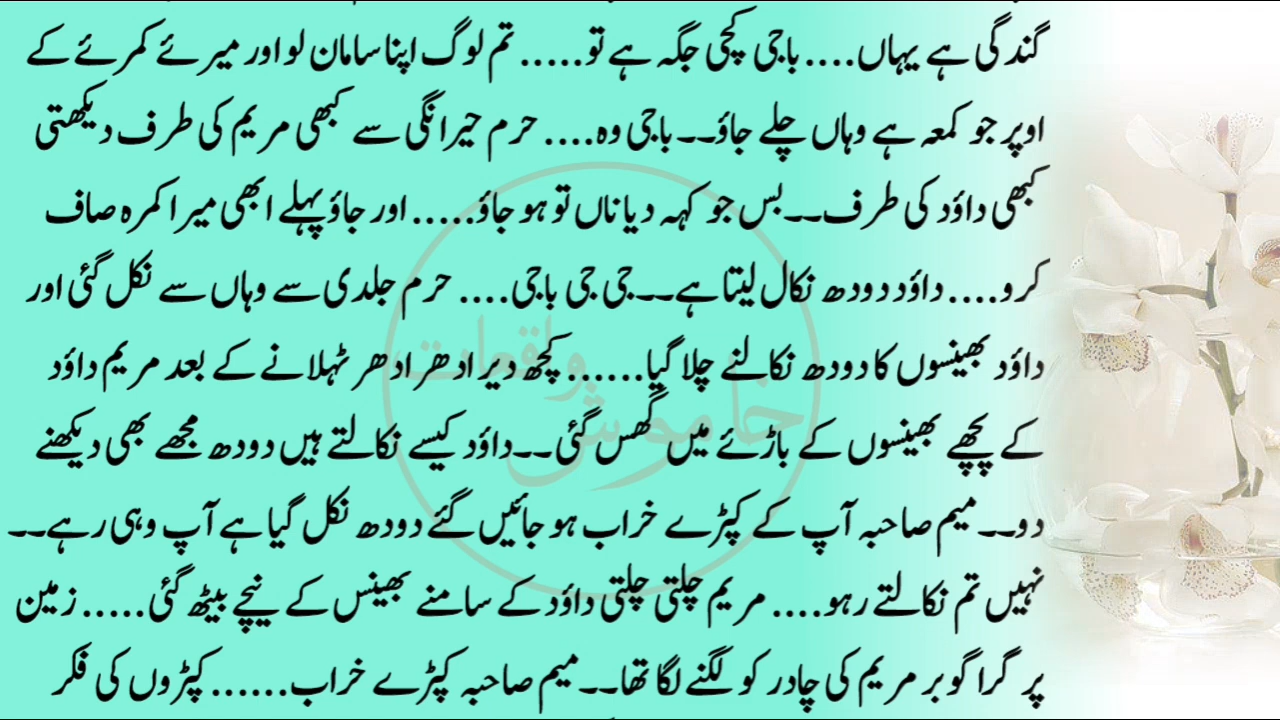 گندگی ہے یہاں.... باجی کچی جگہ ہے تو..... تم لوگ اپنا سامان لو اور میرئے کمرئے کے
اوپر جو کمعہ ہے وہاں چلے جاؤ۔۔ باجی وہ.... حرم حیرانگی سے کبھی مریم کی طرف دیکھتی
کبھی داؤد کی طرف۔۔ بس جو کہہ دیا ناں تو ہو جاؤ..... اور جاؤ پہلے ابھی میرا کمرہ صاف
کرو.... داؤد دودھ نکال لیتا ہے۔۔ جی جی باجی.... حرم جلدی سے وہاں سے نکل گئی اور
داؤد بھینسوں کا دودھ نکالنے چلا گیا...... کچھ دیر ادھر ادھر ٹہلانے کے بعد مریم داؤد
کے پچھے بھینسوں کے باڑئے میں گھس گئی۔۔ داؤد کیسے نکالتے ہیں دودھ مجھے بھی دیکھنے
دو۔۔ میم صاحبہ آپ کے کپڑے خراب ہو جائیں گئے دودھ نکل گیا ہے آپ وہی رہے۔۔
نہیں تم نکالتے رہو.... مریم چلتی چلتی داؤد کے سامنے بھینس کے نیچے بیٹھ گئی..... زمین
پر گرا گوبر مریم کی چادر کو لگنے لگا تھا۔۔ میم صاحبہ کپڑے خراب...... کپڑوں کی فکر
خاموش واقعات